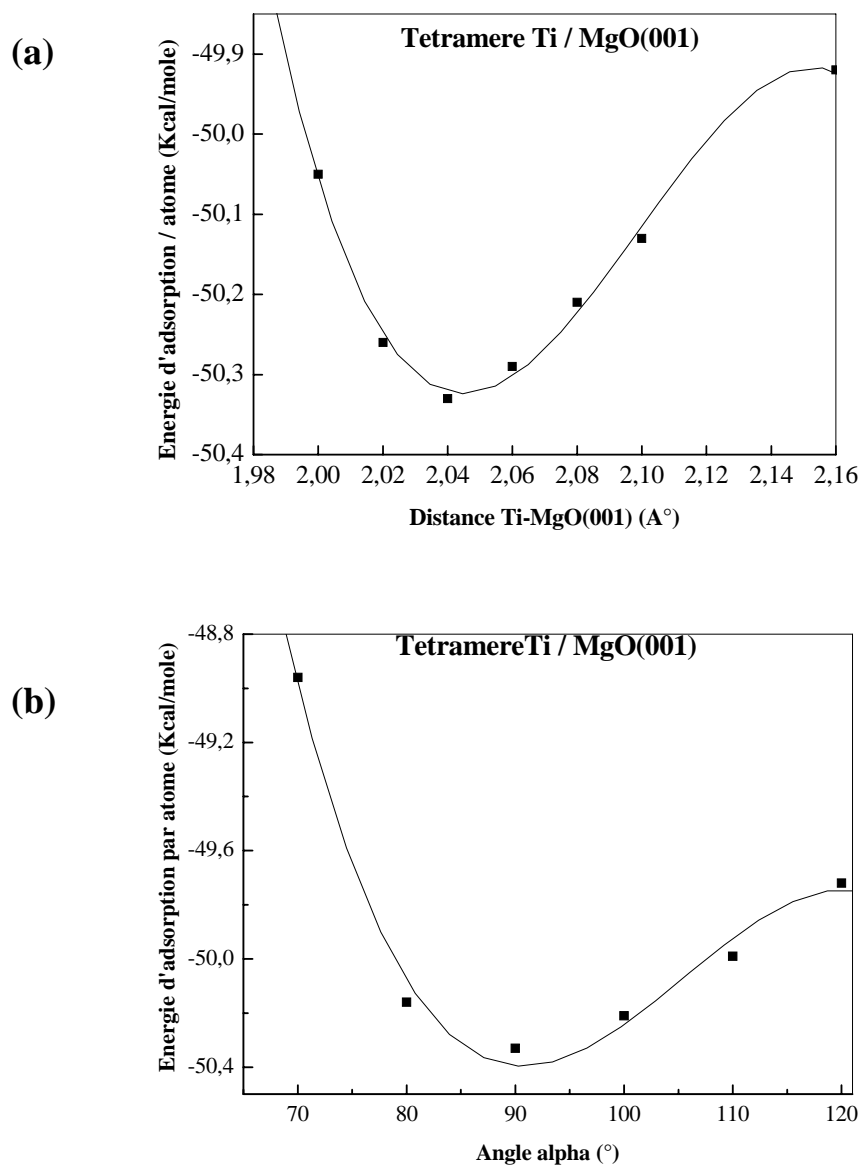 (a)
Tetramere Ti / MgO(001)
Energie d'adsorption / atome (Kcal/mole)
-49,9
-50,0
-50,1
-50,2
-50,3
-50,4
1,98 2,00 2,02 2,04 2,06 2,08 2,10 2,12 2,14 2,16
Distance Ti-MgO(001) (A°)
(b)
TetramereTi / MgO(001)
Energie d'adsorption par atome (Kcal/mole)
-48,8
-49,2
-49,6
-50,0
-50,4
70 80 90 100 110 120
Angle alpha (°)